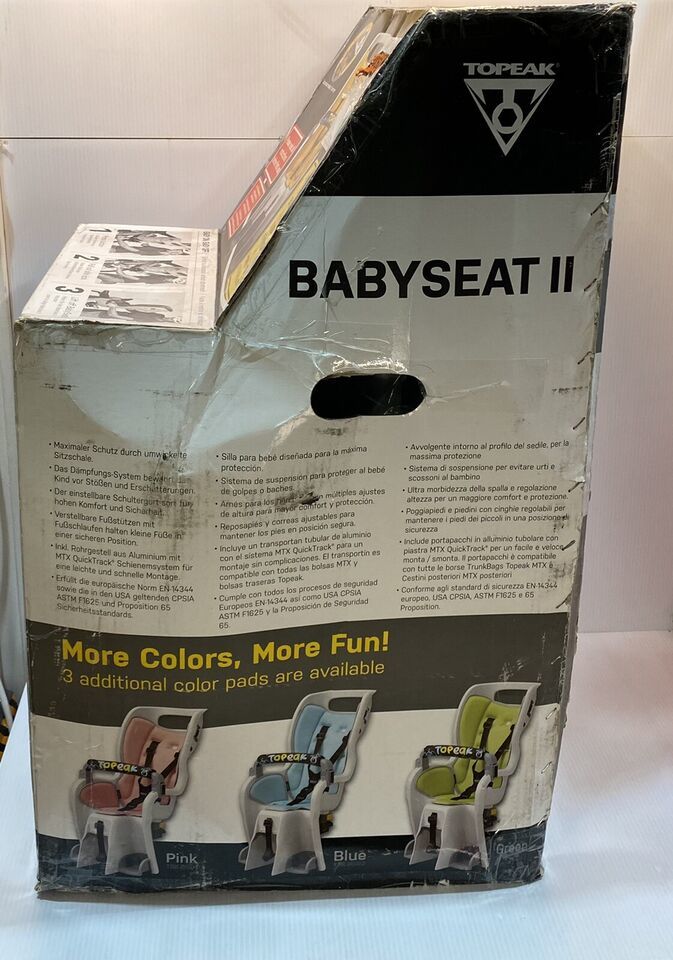 TOPEAK
BABYSEAT II
1
2
3
• Maximaler Schutz durch umwickelte
Sitzschale.
• Das Dämpfungs-System bewahrt
Kind vor Stößen und Erschütterungen.
• Der einstellbare Schultergurt sorgt für
hohen Komfort und Sicherheit.
• Verstellbare Fußstützen mit
Fußschlaufen halten kleine Füße in
einer sicheren Position.
• Inkl. Rohrgestell aus Aluminium mit
MTX QuickTrack® Schienensystem für
eine leichte und schnelle Montage.
• Erfüllt die europäische Norm EN 14344
sowie die in den USA geltenden CPSIA
ASTM F1625 und Proposition 65
Sicherheitsstandards.
• Silla para bebé diseñada para la máxima
protección.
• Sistema de suspensión para proteger al bebé
de golpes o baches.
• Arnés para los con múltiples ajustes
de altura para mayor confort y protección.
• Reposapiés y correas ajustables para
mantener los pies en posición segura.
• Incluye un transportan tubular de aluminio
con el sistema MTX QuickTrack® para un
montaje sin complicaciones. El transportín es
compatible con todas las bolsas MTX y
bolsas traseras Topeak.
• Cumple con todos los procesos de seguridad
Europeos EN-14344 así como USA CPSIA
ASTM F1625 y la Proposición de Seguridad
65.
• Avvolgente intorno al profilo del sedile, per la
massima protezione
• Sistema di suspensione per evitare urti e
scossoni al bambino
• Ultra morbidezza della spalla e regolazione
altezza per un maggiore comfort e protezione.
• Poggiapiedi e piandi con cinghie regolabili per
mantenere i piedi dei piccoli in una posizione di
sicurezza
• Include portapacchi in alluminio tubolare con
piastra MTX QuickTrack® per un facile e veloce
monta / smonta. Il portapacchi è compatibile
con tutte le borse TrunkBags Topeak MTX e
Cestini posteriori MTX posteriori
• Conforme agli standard di sicurezza EN-14344
europeo, USA CPSIA, ASTM F1625 e 65
Proposition.
More Colors, More Fun!
3 additional color pads are available
TOPEAK
TOPEAK
TOPEAK
Pink
Blue
Green